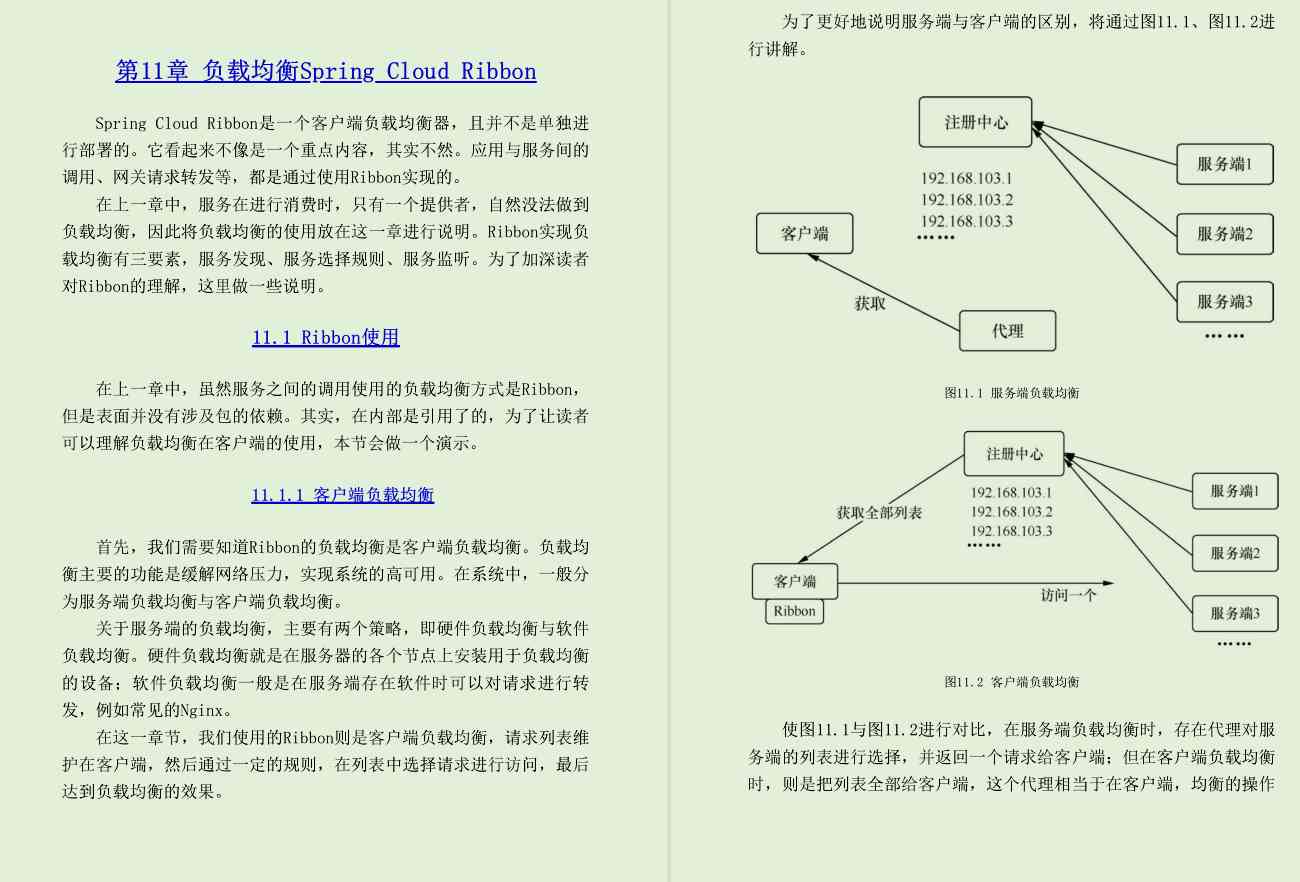 第11章 负载均衡Spring Cloud Ribbon
Spring Cloud Ribbon是一个客户端负载均衡器，且并不是单独进
行部署的。它看起来不像是一个重点内容，其实不然。应用与服务间的
调用、网关请求转发等，都是通过使用Ribbon实现的。
在上一章中，服务在进行消费时，只有一个提供者，自然没法做到
负载均衡，因此将负载均衡的使用放在这一章进行说明。Ribbon实现负
载均衡有三要素，服务发现、服务选择规则、服务监听。为了加深读者
对Ribbon的理解，这里做一些说明。
11.1 Ribbon使用
在上一章中，虽然服务之间的调用使用的负载均衡方式是Ribbon，
但是表面并没有涉及包的依赖。其实，在内部是引用了的，为了让读者
可以理解负载均衡在客户端的使用，本节会做一个演示。
11.1.1 客户端负载均衡
首先，我们需要知道Ribbon的负载均衡是客户端负载均衡。负载均
衡主要的功能是缓解网络压力，实现系统的高可用。在系统中，一般分
为服务端负载均衡与客户端负载均衡。
关于服务端的负载均衡，主要有两个策略，即硬件负载均衡与软件
负载均衡。硬件负载均衡就是在服务器的各个节点上安装用于负载均衡
的设备；软件负载均衡一般是在服务端存在软件时可以对请求进行转
发，例如常见的Nginx。
在这一章节，我们使用的Ribbon则是客户端负载均衡，请求列表维
护在客户端，然后通过一定的规则，在列表中选择请求进行访问，最后
达到负载均衡的效果。
为了更好地说明服务端与客户端的区别，将通过图11.1、图11.2进
行讲解。
注册中心
服务端1
192.168.103.1
192.168.103.2
192.168.103.3
……
客户端
服务端2
获取
服务端3
代理
……
图11.1 服务端负载均衡
注册中心
192.168.103.1
192.168.103.2
192.168.103.3
……
服务端1
获取全部列表
服务端2
客户端
Ribbon
访问一个
服务端3
……
图11.2 客户端负载均衡
使图11.1与图11.2进行对比，在服务端负载均衡时，存在代理对服
务端的列表进行选择，并返回一个请求给客户端；但在客户端负载均衡
时，则是把列表全部给客户端，这个代理相当于在客户端，均衡的操作